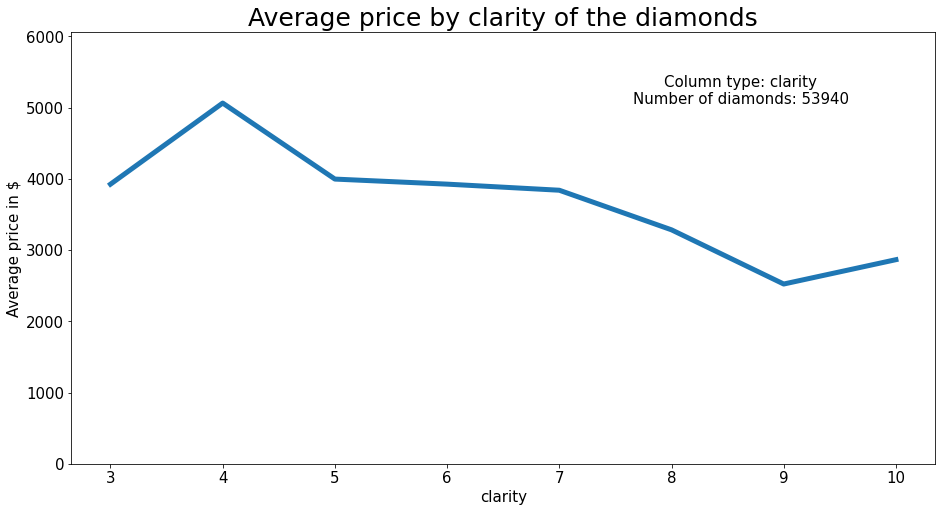 Average price by clarity of the diamonds
6000
Column type: clarity
Number of diamonds: 53940
5000
4000
3000
2000
1000
0
Average price in $
3 4 5 6 7 8 9 10
clarity